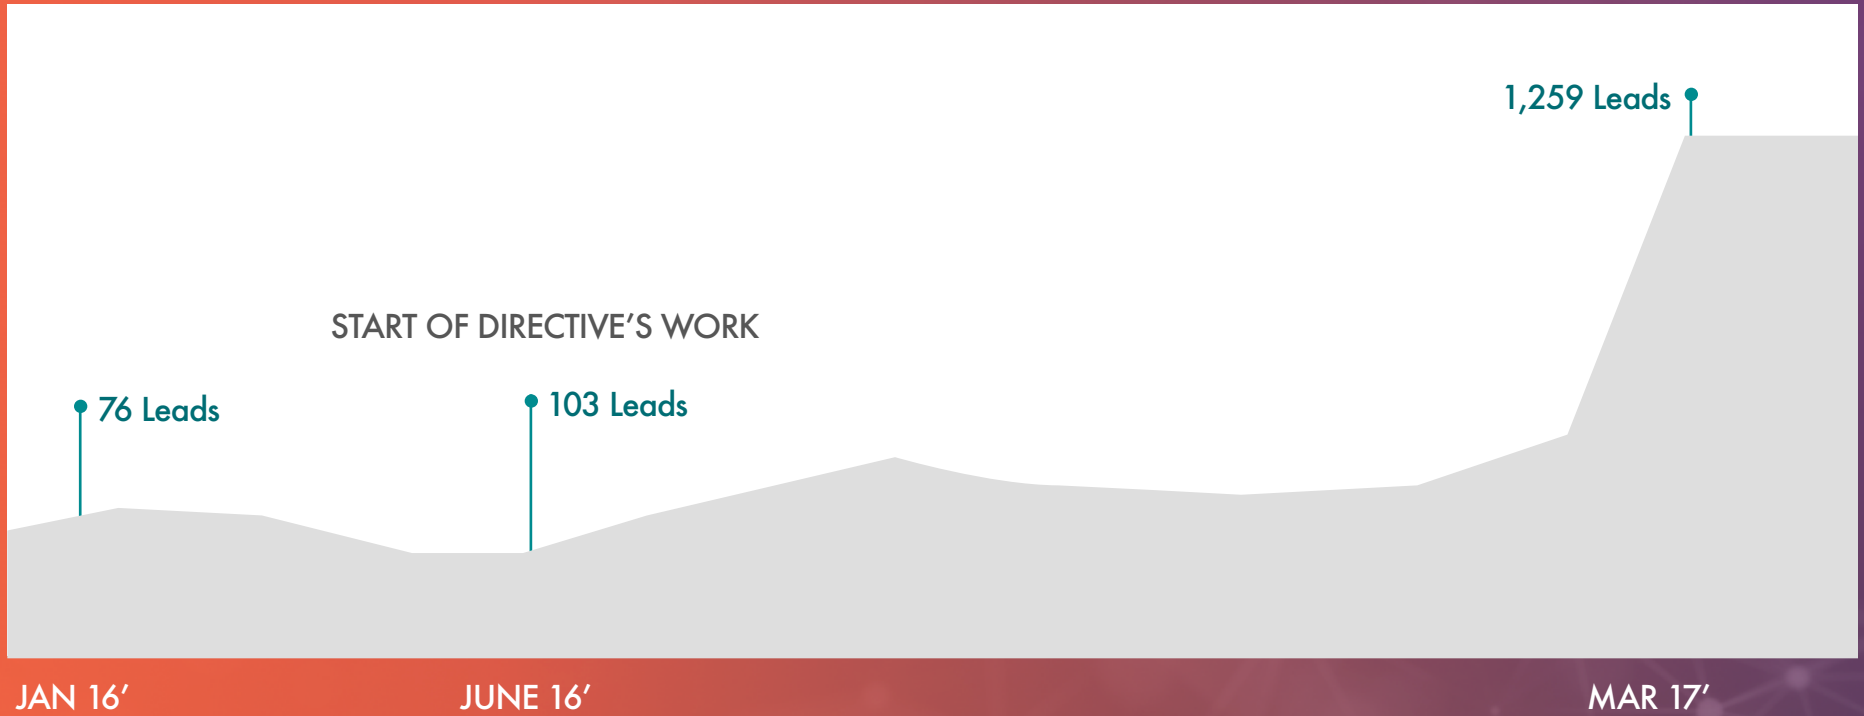 1,259 Leads
START OF DIRECTIVE’S WORK
76 Leads
103 Leads
JAN 16’
JUNE 16’
MAR 17’